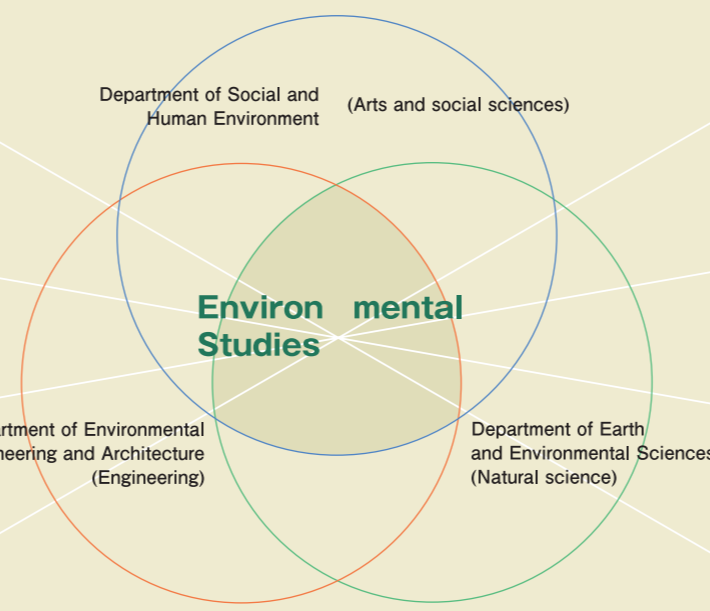 Department of Social and
Human Environment
(Arts and social sciences)
Environ mental
Studies
artment of Environmental
neering and Architecture
(Engineering)
Department of Earth
and Environmental Sciences
(Natural science)